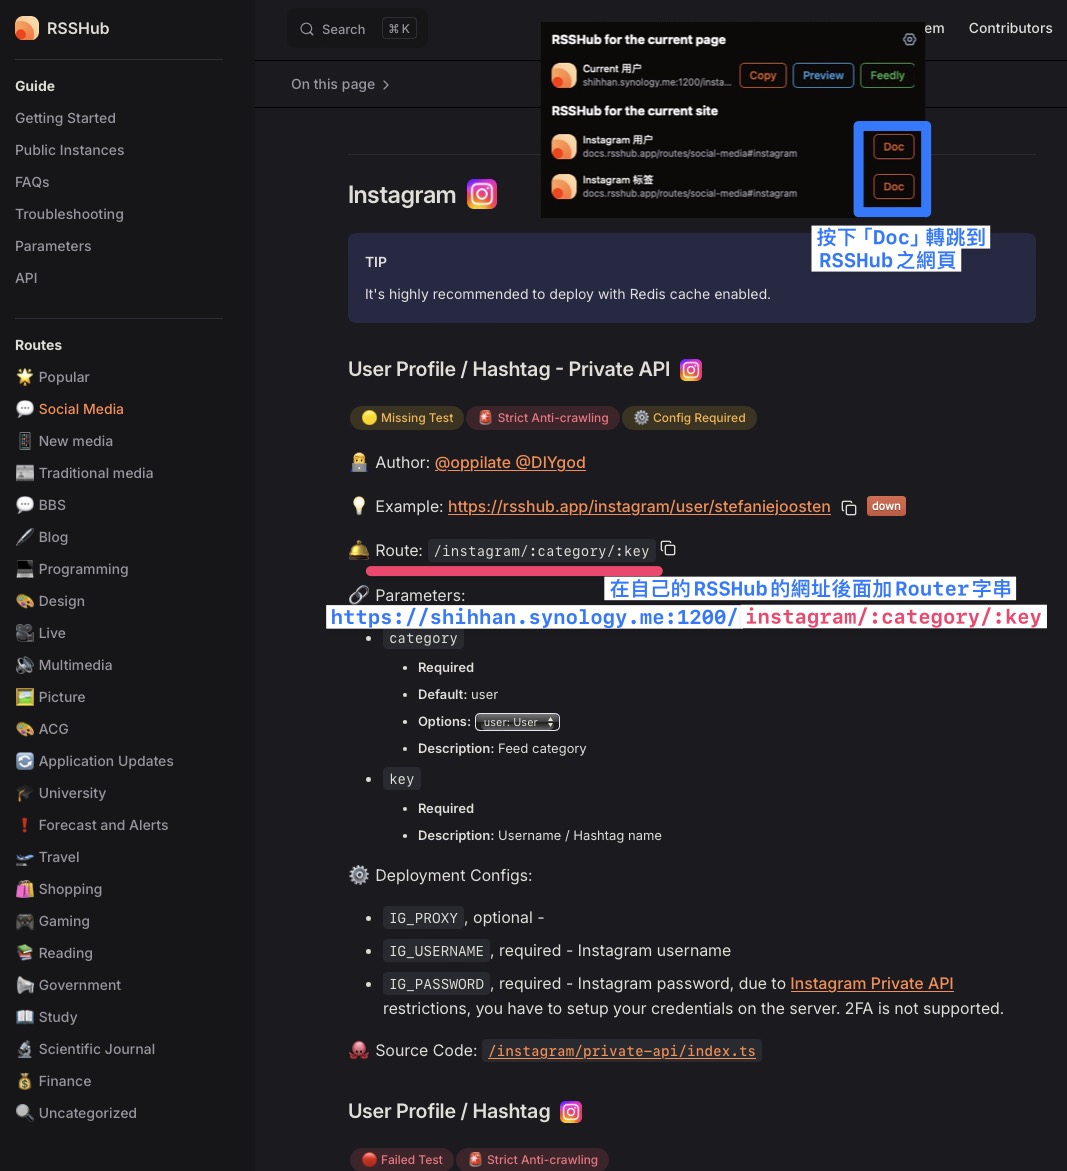 RSSHub
Search
⌘ K
em
Contributors
Guide
Getting Started
Public Instances
FAQs
Troubleshooting
Parameters
API
Routes
Popular
Social Media
New media
Traditional media
BBS
Blog
Programming
Design
Live
Multimedia
Picture
ACG
Application Updates
University
Forecast and Alerts
Travel
Shopping
Gaming
Reading
Government
Study
Scientific Journal
Finance
Uncategorized
On this page
RSSHub for the current page
Current 用户
shihhan.synology.me:1200/insta...
Copy
Preview
Feedly
RSSHub for the current site
Instagram 用户
docs.rsshub.app/routes/social-media#instagram
Doc
Instagram 标签
docs.rsshub.app/routes/social-media#instagram
Doc
按下「Doc」轉跳到
RSSHub 之網頁
Instagram
TIP
It's highly recommended to deploy with Redis cache enabled.
User Profile / Hashtag - Private API
Missing Test
Strict Anti-crawling
Config Required
Author: @oppilate @DIYgod
Example: https://rsshub.app/instagram/user/stefaniejoosten
down
Route: /instagram/:category/:key
在自己的RSSHub的網址後面加Router字串
Parameters:
https://shihhan.synology.me:1200/ instagram/:category/:key
category
Required
Default: user
Options: user: User
Description: Feed category
key
Required
Description: Username / Hashtag name
Deployment Configs:
IG_PROXY, optional -
IG_USERNAME, required - Instagram username
IG_PASSWORD, required - Instagram password, due to Instagram Private API
restrictions, you have to setup your credentials on the server. 2FA is not supported.
Source Code: /instagram/private-api/index.ts
User Profile / Hashtag
Failed Test
Strict Anti-crawling